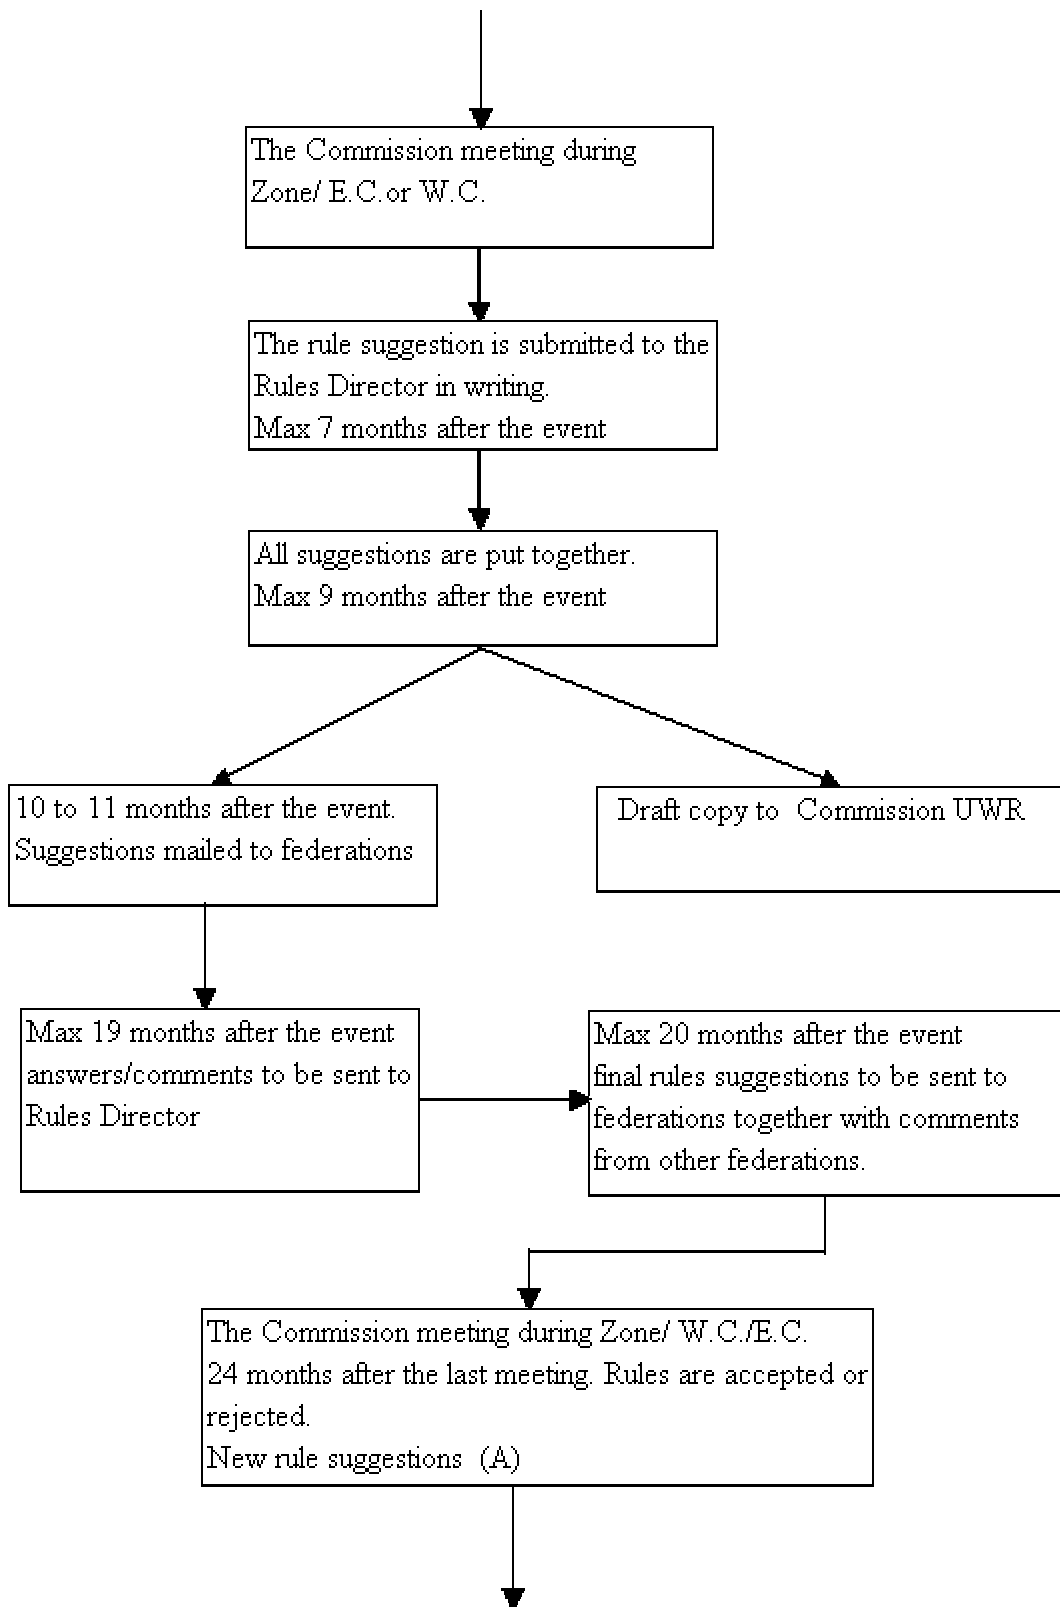 The Commission meeting during
Zone/ E.C.or W.C.
The rule suggestion is submitted to the
Rules Director in writing.
Max 7 months after the event
All suggestions are put together.
Max 9 months after the event
10 to 11 months after the event.
Suggestions mailed to federations
Draft copy to Commission UWR
Max 19 months after the event
answers/comments to be sent to
Rules Director
Max 20 months after the event
final rules suggestions to be sent to
federations together with comments
from other federations.
The Commission meeting during Zone/ W.C./E.C.
24 months after the last meeting. Rules are accepted or
rejected.
New rule suggestions (A)